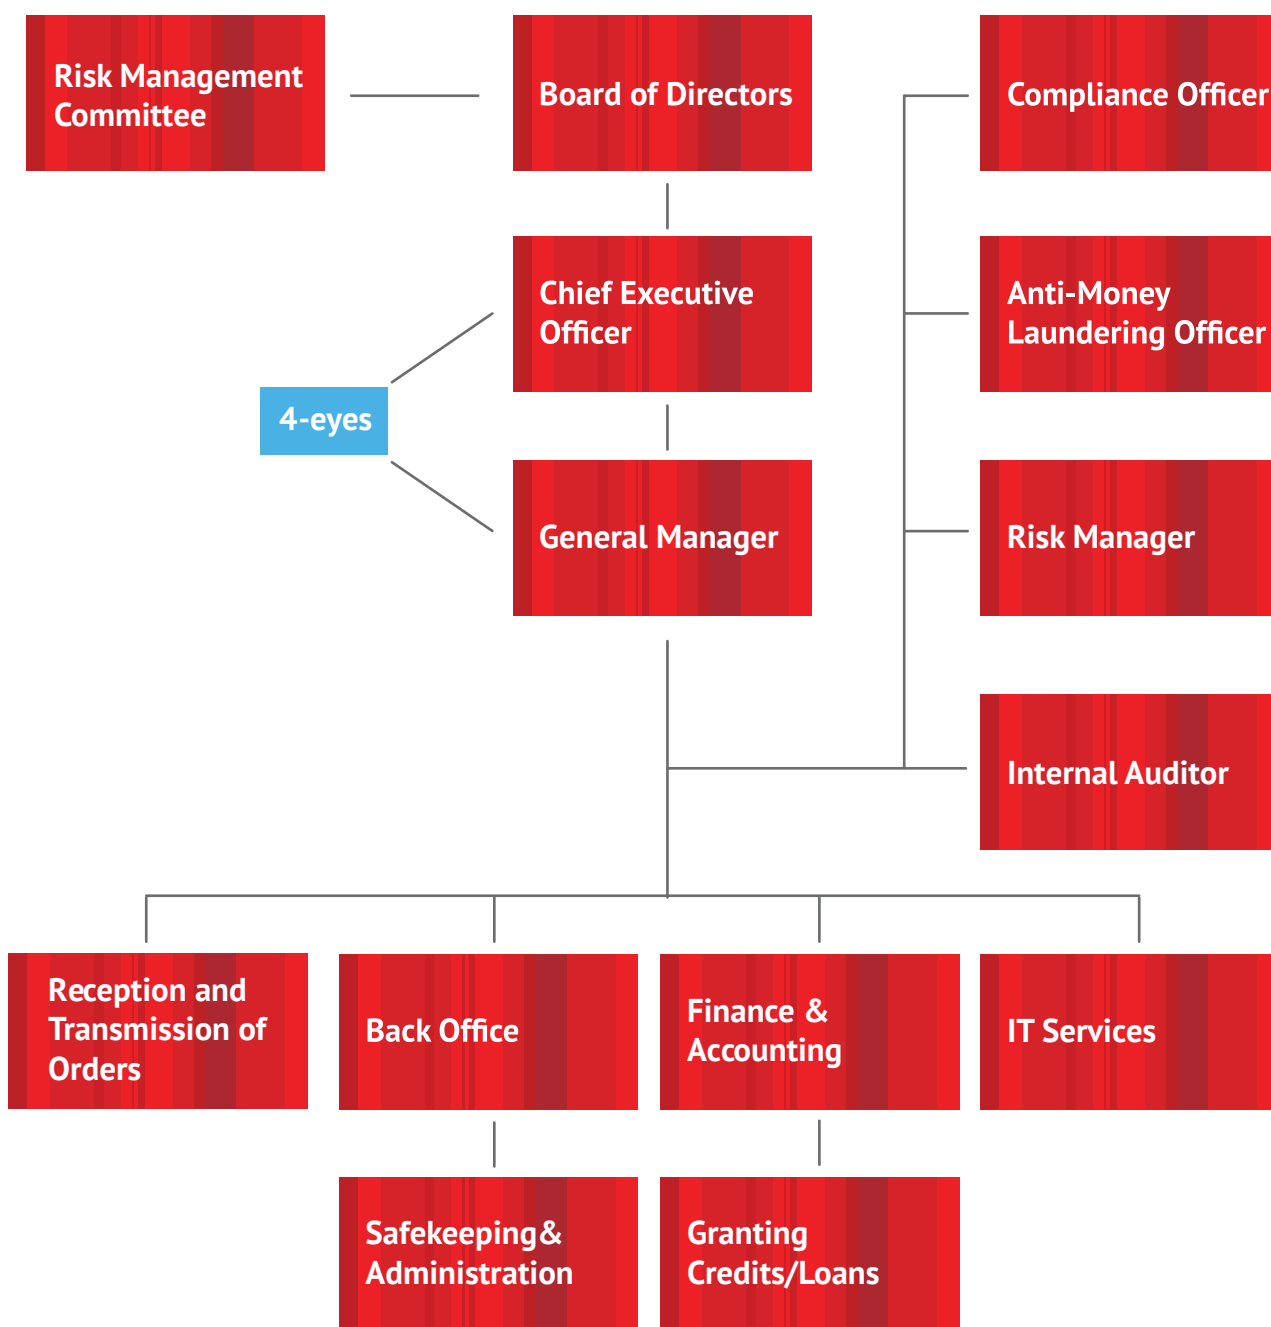 Risk Management
Committee
Board of Directors
Compliance Officer
Chief Executive
Officer
Anti-Money
Laundering Officer
4-eyes
General Manager
Risk Manager
Internal Auditor
Reception and
Transmission of
Orders
Back Office
Finance &
Accounting
IT Services
Safekeeping&
Administration
Granting
Credits/Loans